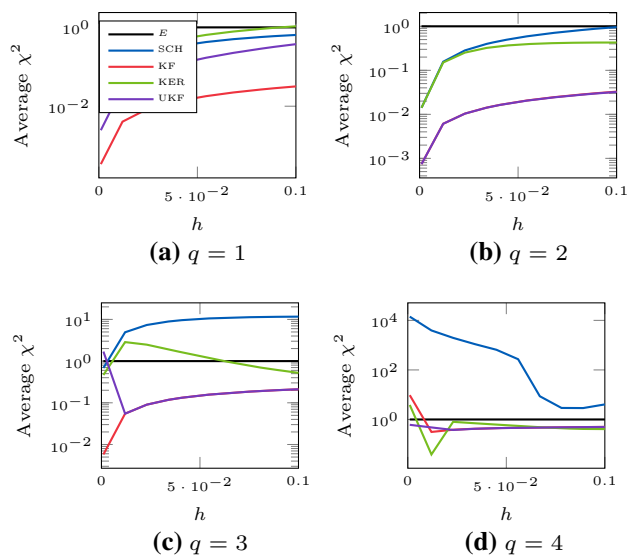 10^0
10^{-2}
Average χ^2
E
SCH
KF
KER
UKF
0
5 · 10^{-2}
0.1
h
(a) q = 1
10^0
10^{-1}
10^{-2}
10^{-3}
Average χ^2
0
5 · 10^{-2}
0.1
h
(b) q = 2
10^1
10^0
10^{-1}
10^{-2}
Average χ^2
0
5 · 10^{-2}
0.1
h
(c) q = 3
10^4
10^2
10^0
Average χ^2
0
5 · 10^{-2}
0.1
h
(d) q = 4